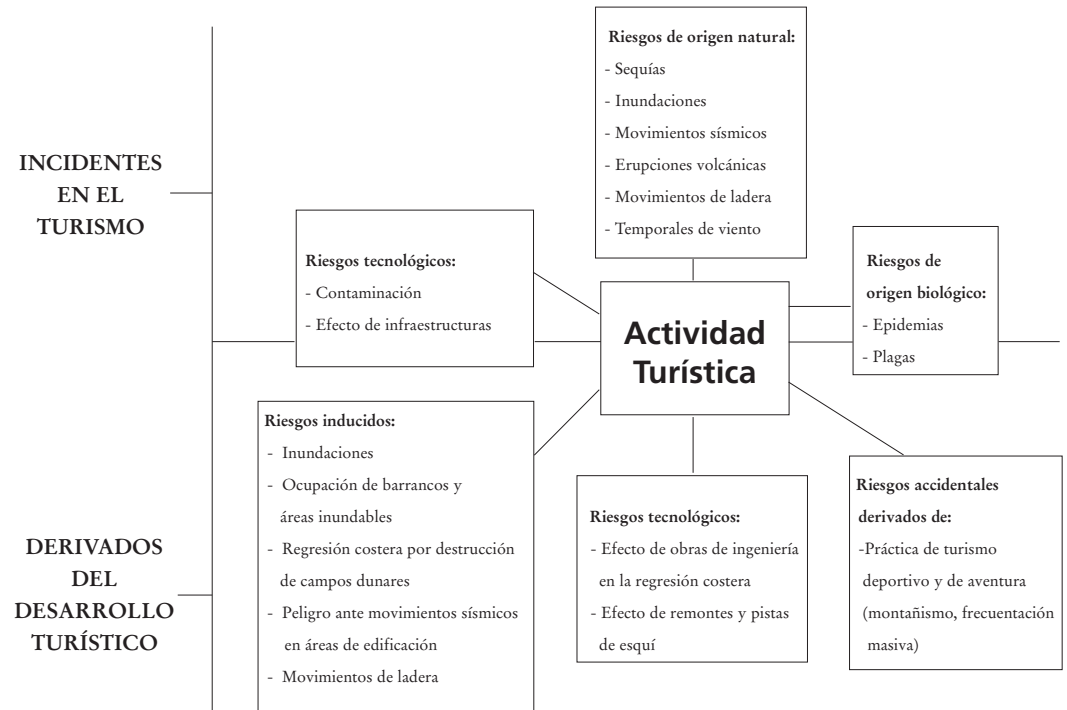 Riesgos de origen natural:
- Sequías
- Inundaciones
- Movimientos sísmicos
- Erupciones volcánicas
- Movimientos de ladera
- Temporales de viento
INCIDENTES
EN EL
TURISMO
Riesgos tecnológicos:
- Contaminación
- Efecto de infraestructuras
Riesgos de
origen biológico:
- Epidemias
- Plagas
Actividad
Turística
DERIVADOS
DEL
DESARROLLO
TURÍSTICO
Riesgos inducidos:
- Inundaciones
- Ocupación de barrancos y
áreas inundables
- Regresión costera por destrucción
de campos dunares
- Peligro ante movimientos sísmicos
en áreas de edificación
- Movimientos de ladera
Riesgos tecnológicos:
- Efecto de obras de ingeniería
en la regresión costera
- Efecto de remontes y pistas
de esquí
Riesgos accidentales
derivados de:
-Práctica de turismo
deportivo y de aventura
(montañismo, frecuentación
masiva)